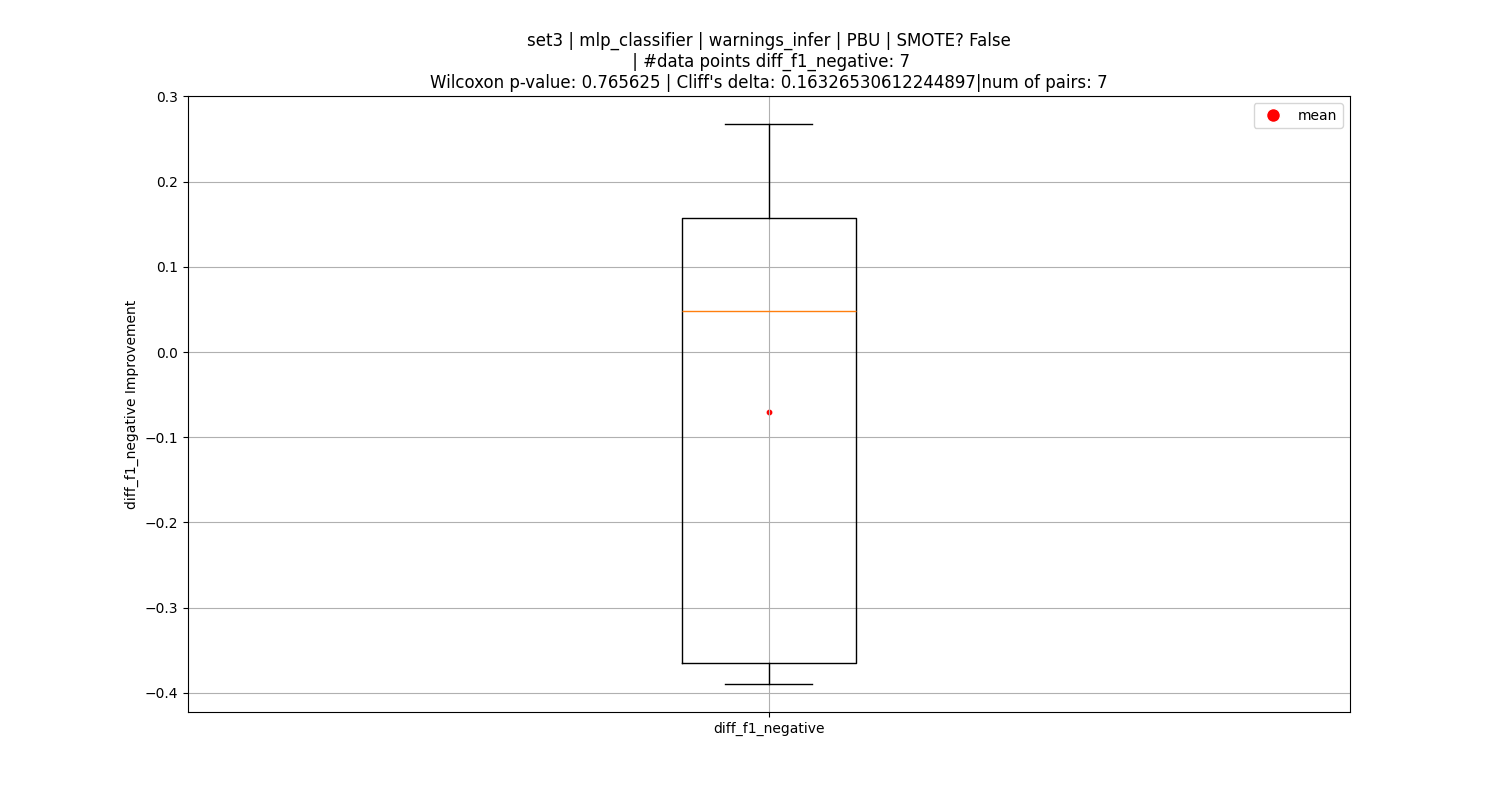 set3 | mlp_classifier | warnings_infer | PBU | SMOTE? False
| #data points diff_f1_negative: 7
Wilcoxon p-value: 0.765625 | Cliff's delta: 0.16326530612244897|num of pairs: 7
mean
0.3
0.2
0.1
0.0
−0.1
−0.2
−0.3
−0.4
diff_f1_negative Improvement
diff_f1_negative